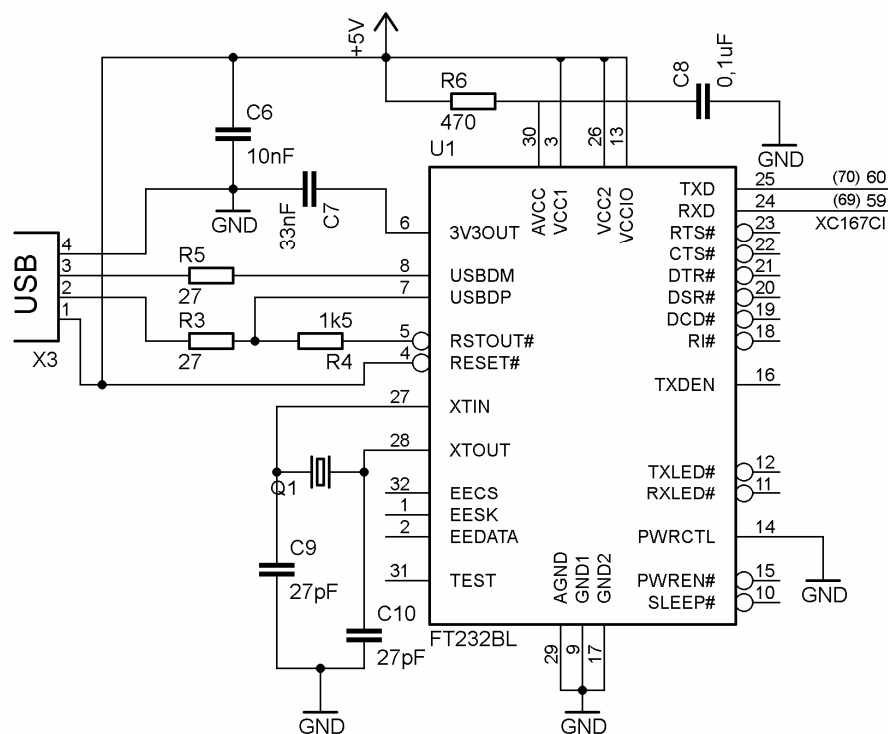 +5V
C8
0,1uF
R6
470
C6
10nF
U1
30
3
26
13
GND
GND
33nF
C7
6
3V3OUT
AVCC
VCC1
VCC2
VCCIO
TXD
25
(70) 60
RXD
24
(69) 59
XC167CI
RTS#
23
CTS#
22
DTR#
21
DSR#
20
DCD#
19
RI#
18
TXDEN
16
TXLED#
12
RXLED#
11
PWRCTL
14
PWREN#
15
SLEEP#
10
GND
USB
4
3
2
1
X3
R5
27
8
USBDM
7
USBDP
R3
27
1k5
R4
5
RSTOUT#
4
RESET#
27
XTIN
28
XTOUT
Q1
32
EECS
1
EESK
2
EEDATA
31
TEST
C9
27pF
C10
27pF
AGND
GND1
GND2
FT232BL
29
9
17
GND
GND